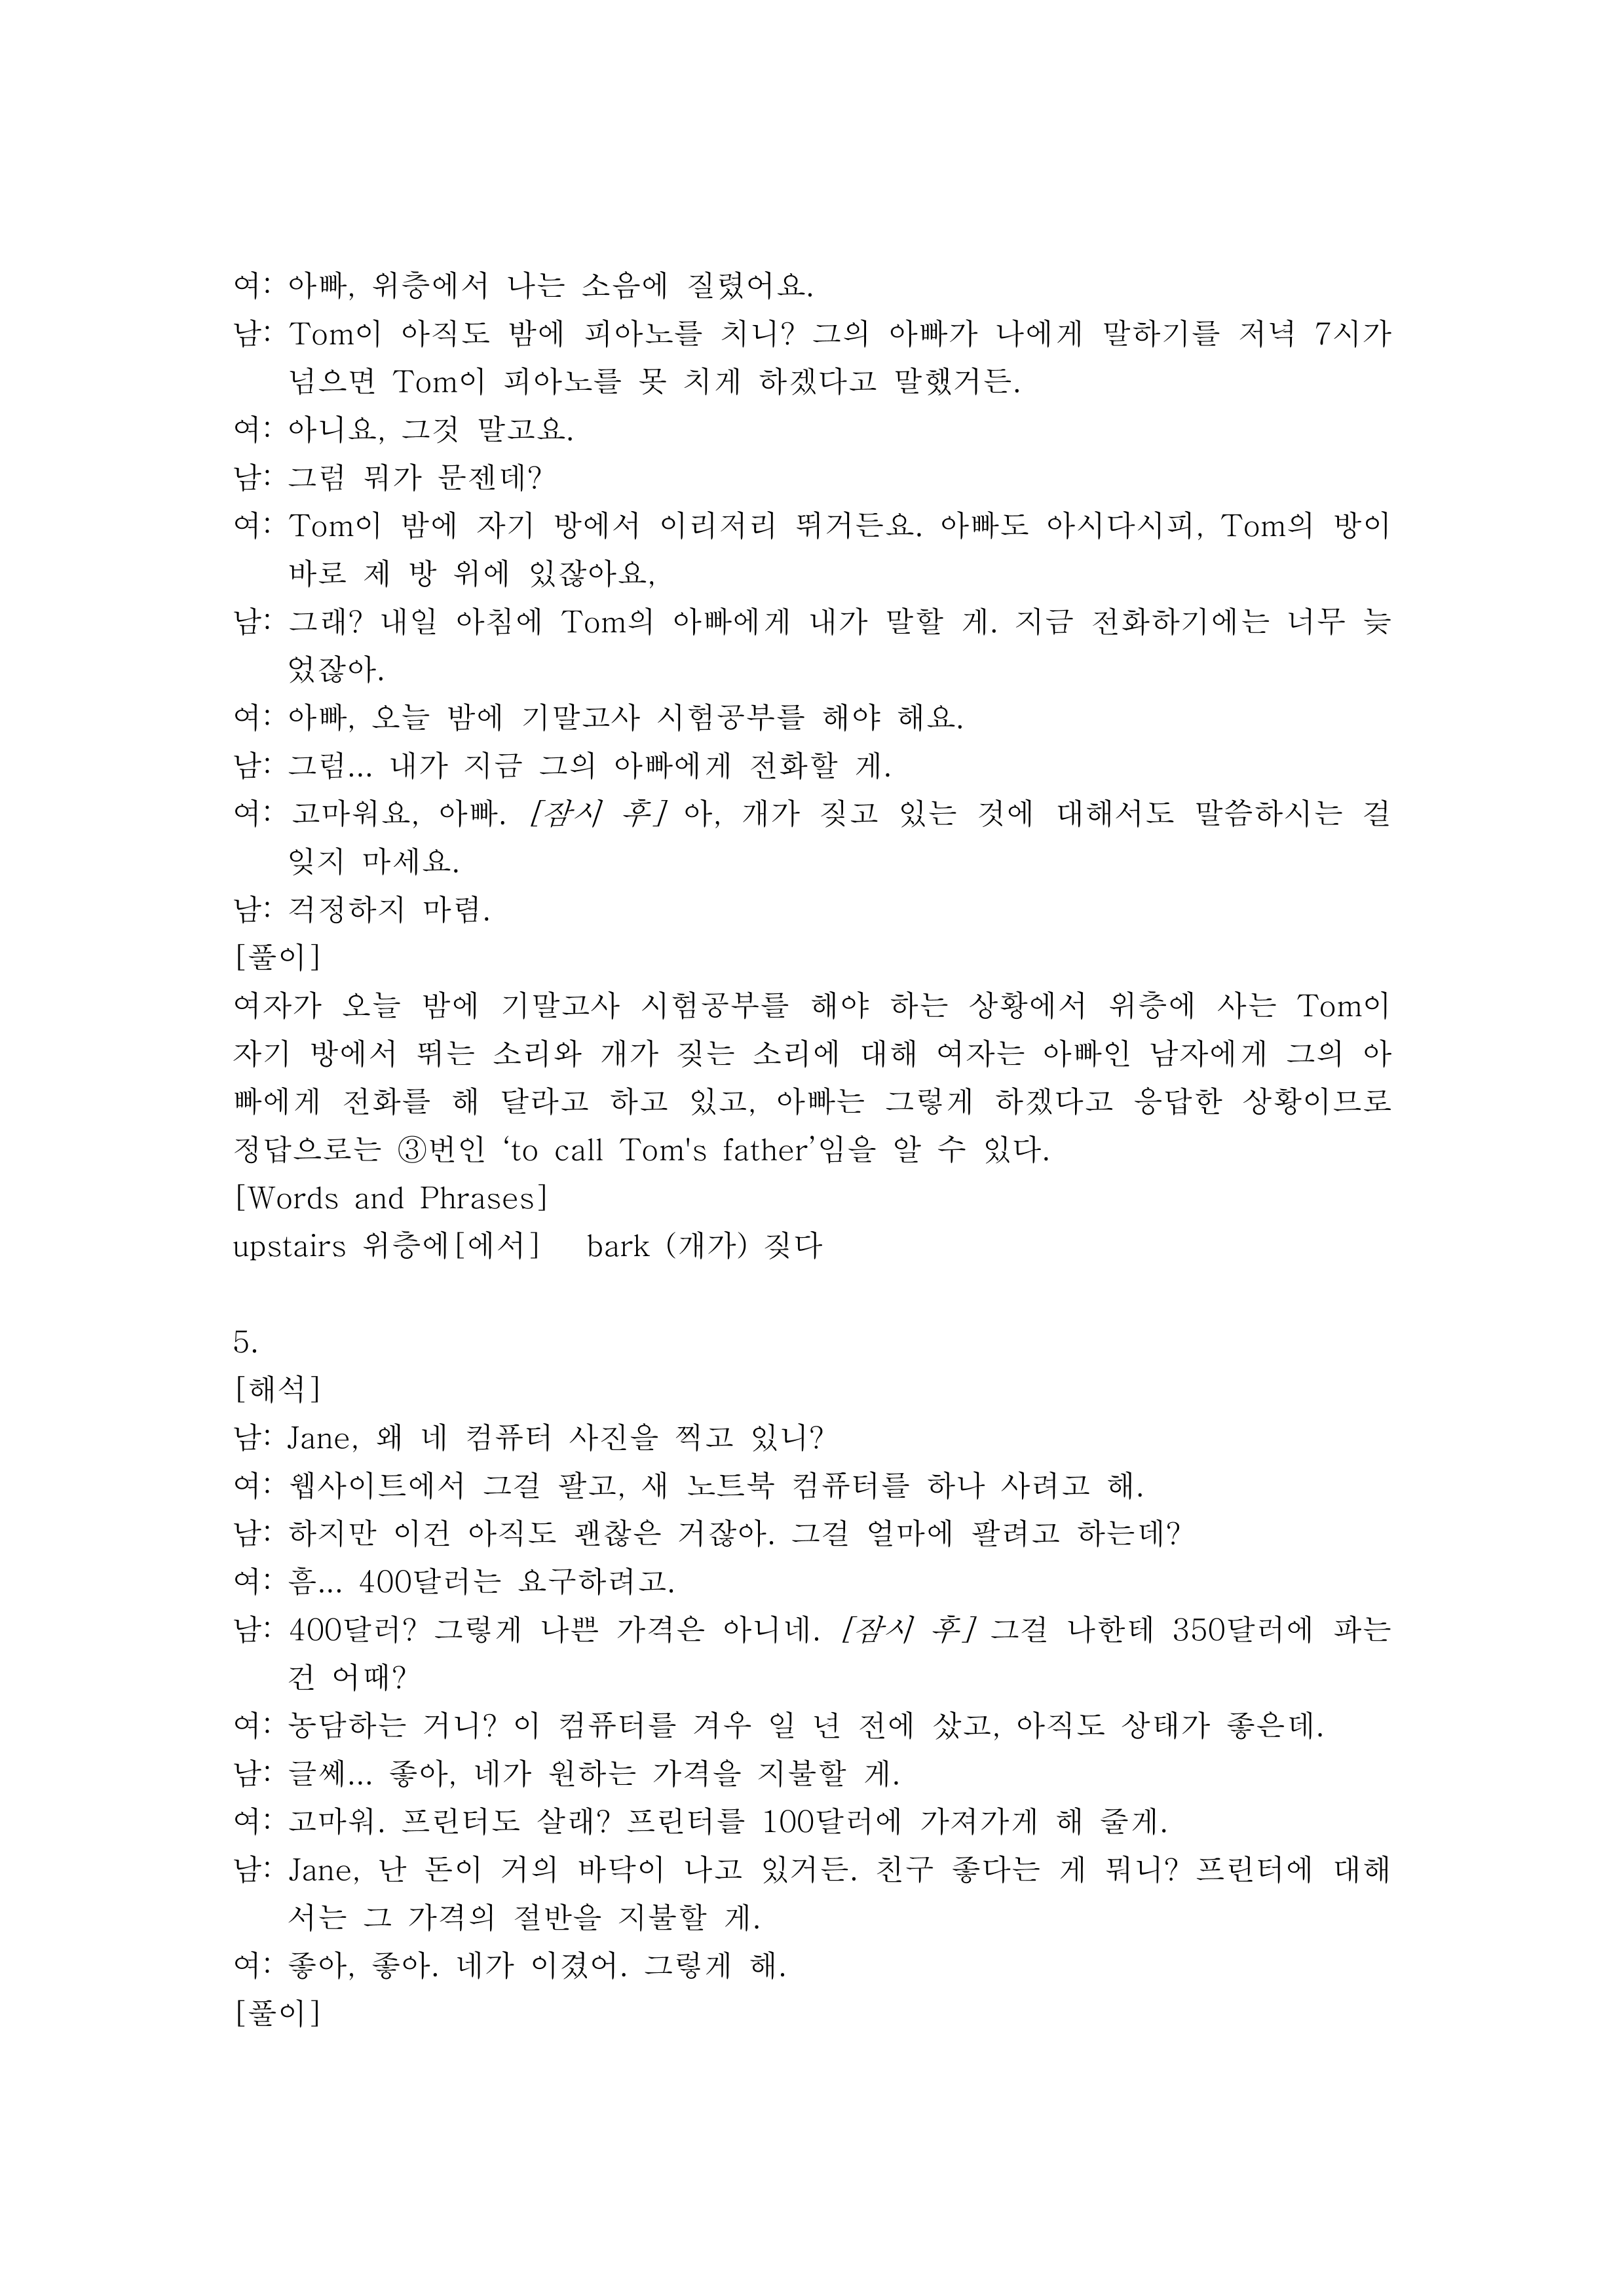 여: 아빠, 위층에서 나는 소음에 질렸어요.
남: Tom이 아직도 밤에 피아노를 치니? 그의 아빠가 나에게 말하기를 저녁 7시가
넘으면 Tom이 피아노를 못 치게 하겠다고 말했거든.
여: 아니요, 그것 말고요.
남: 그럼 뭐가 문젠데?
여: Tom이 밤에 자기 방에서 이리저리 뛰거든요. 아빠도 아시다시피, Tom의 방이
바로 제 방 위에 있잖아요,
남: 그래? 내일 아침에 Tom의 아빠에게 내가 말할 게. 지금 전화하기에는 너무 늦
었잖아.
여: 아빠, 오늘 밤에 기말고사 시험공부를 해야 해요.
남: 그럼... 내가 지금 그의 아빠에게 전화할 게.
여: 고마워요, 아빠. [잠시 후] 아, 개가 짖고 있는 것에 대해서도 말씀하시는 걸
잊지 마세요.
남: 걱정하지 마렴.
[풀이]
여자가 오늘 밤에 기말고사 시험공부를 해야 하는 상황에서 위층에 사는 Tom이
자기 방에서 뛰는 소리와 개가 짖는 소리에 대해 여자는 아빠인 남자에게 그의 아
빠에게 전화를 해 달라고 하고 있고, 아빠는 그렇게 하겠다고 응답한 상황이므로
정답으로는 ③번인 ‘to call Tom's father’임을 알 수 있다.
[Words and Phrases]
upstairs 위층에[에서] bark (개가) 짖다
5.
[해석]
남: Jane, 왜 네 컴퓨터 사진을 찍고 있니?
여: 웹사이트에서 그걸 팔고, 새 노트북 컴퓨터를 하나 사려고 해.
남: 하지만 이건 아직도 괜찮은 거잖아. 그걸 얼마에 팔려고 하는데?
여: 흠... 400달러는 요구하려고.
남: 400달러? 그렇게 나쁜 가격은 아니네. [잠시 후] 그걸 나한테 350달러에 파는
건 어때?
여: 농담하는 거니? 이 컴퓨터를 겨우 일 년 전에 샀고, 아직도 상태가 좋은데.
남: 글쎄... 좋아, 네가 원하는 가격을 지불할 게.
여: 고마워. 프린터도 살래? 프린터를 100달러에 가져가게 해 줄게.
남: Jane, 난 돈이 거의 바닥이 나고 있거든. 친구 좋다는 게 뭐니? 프린터에 대해
서는 그 가격의 절반을 지불할 게.
여: 좋아, 좋아. 네가 이겼어. 그렇게 해.
[풀이]